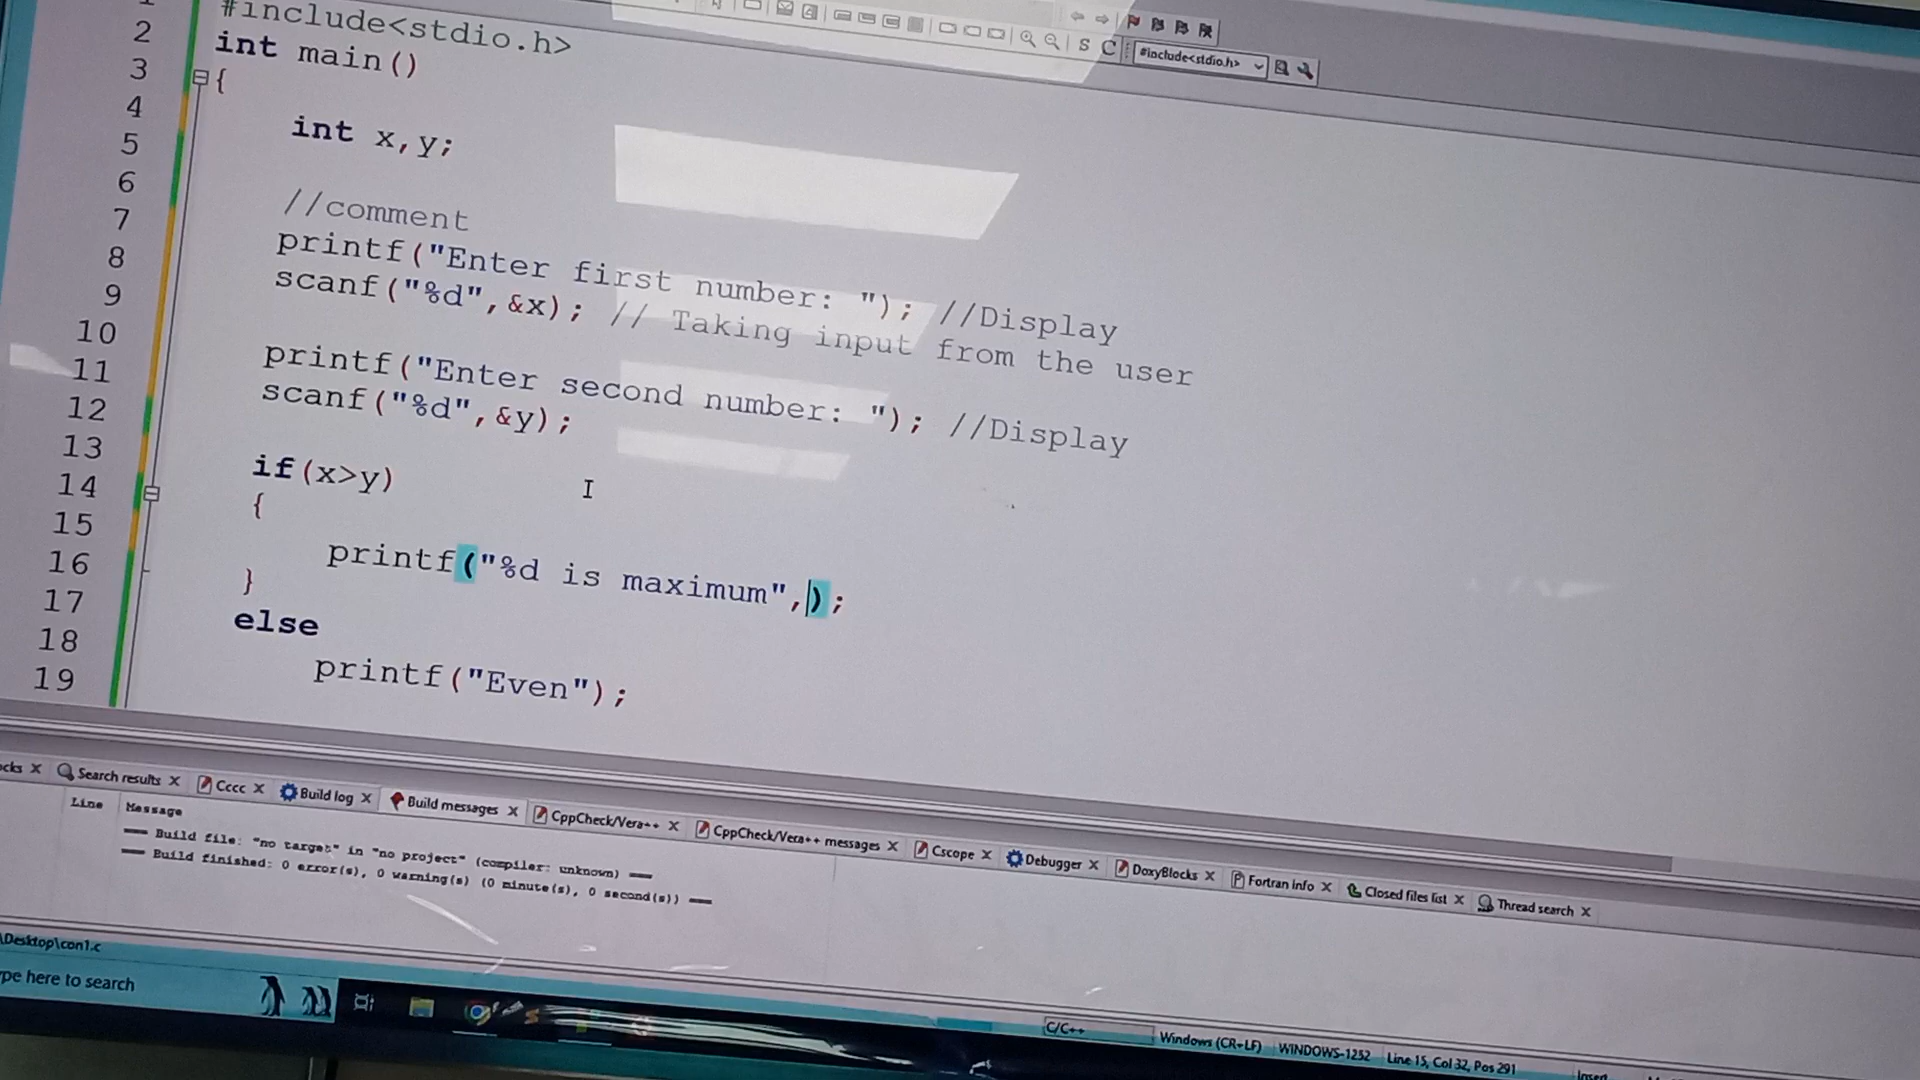 #include<stdio.h>
S C
#include<stdio.h>
2 int main()
3 {
4
5 int x,y;
6
7 //comment
8 printf("Enter first number: "); //Display
9 scanf("%d",&x); // Taking input from the user
10
11 printf("Enter second number: "); //Display
12 scanf("%d",&y);
13
14 if(x>y)
15 {
16 printf("%d is maximum",);
17 }
18 else
19 printf("Even");
Search results Cccc Build log Build messages CppCheck/Vera++ CppCheck/Vera++ messages Cscope Debugger DoxyBlocks Fortran info Closed files list Thread search
Line Message
=== Build file: "no target" in "no project" (compiler: unknown) ===
=== Build finished: 0 error(s), 0 warning(s) (0 minute(s), 0 second(s)) ===
\Desktop\con1.c
C/C++ Windows (CR+LF) WINDOWS-1252 Line 15, Col 32, Pos 291 Insert
pe here to search